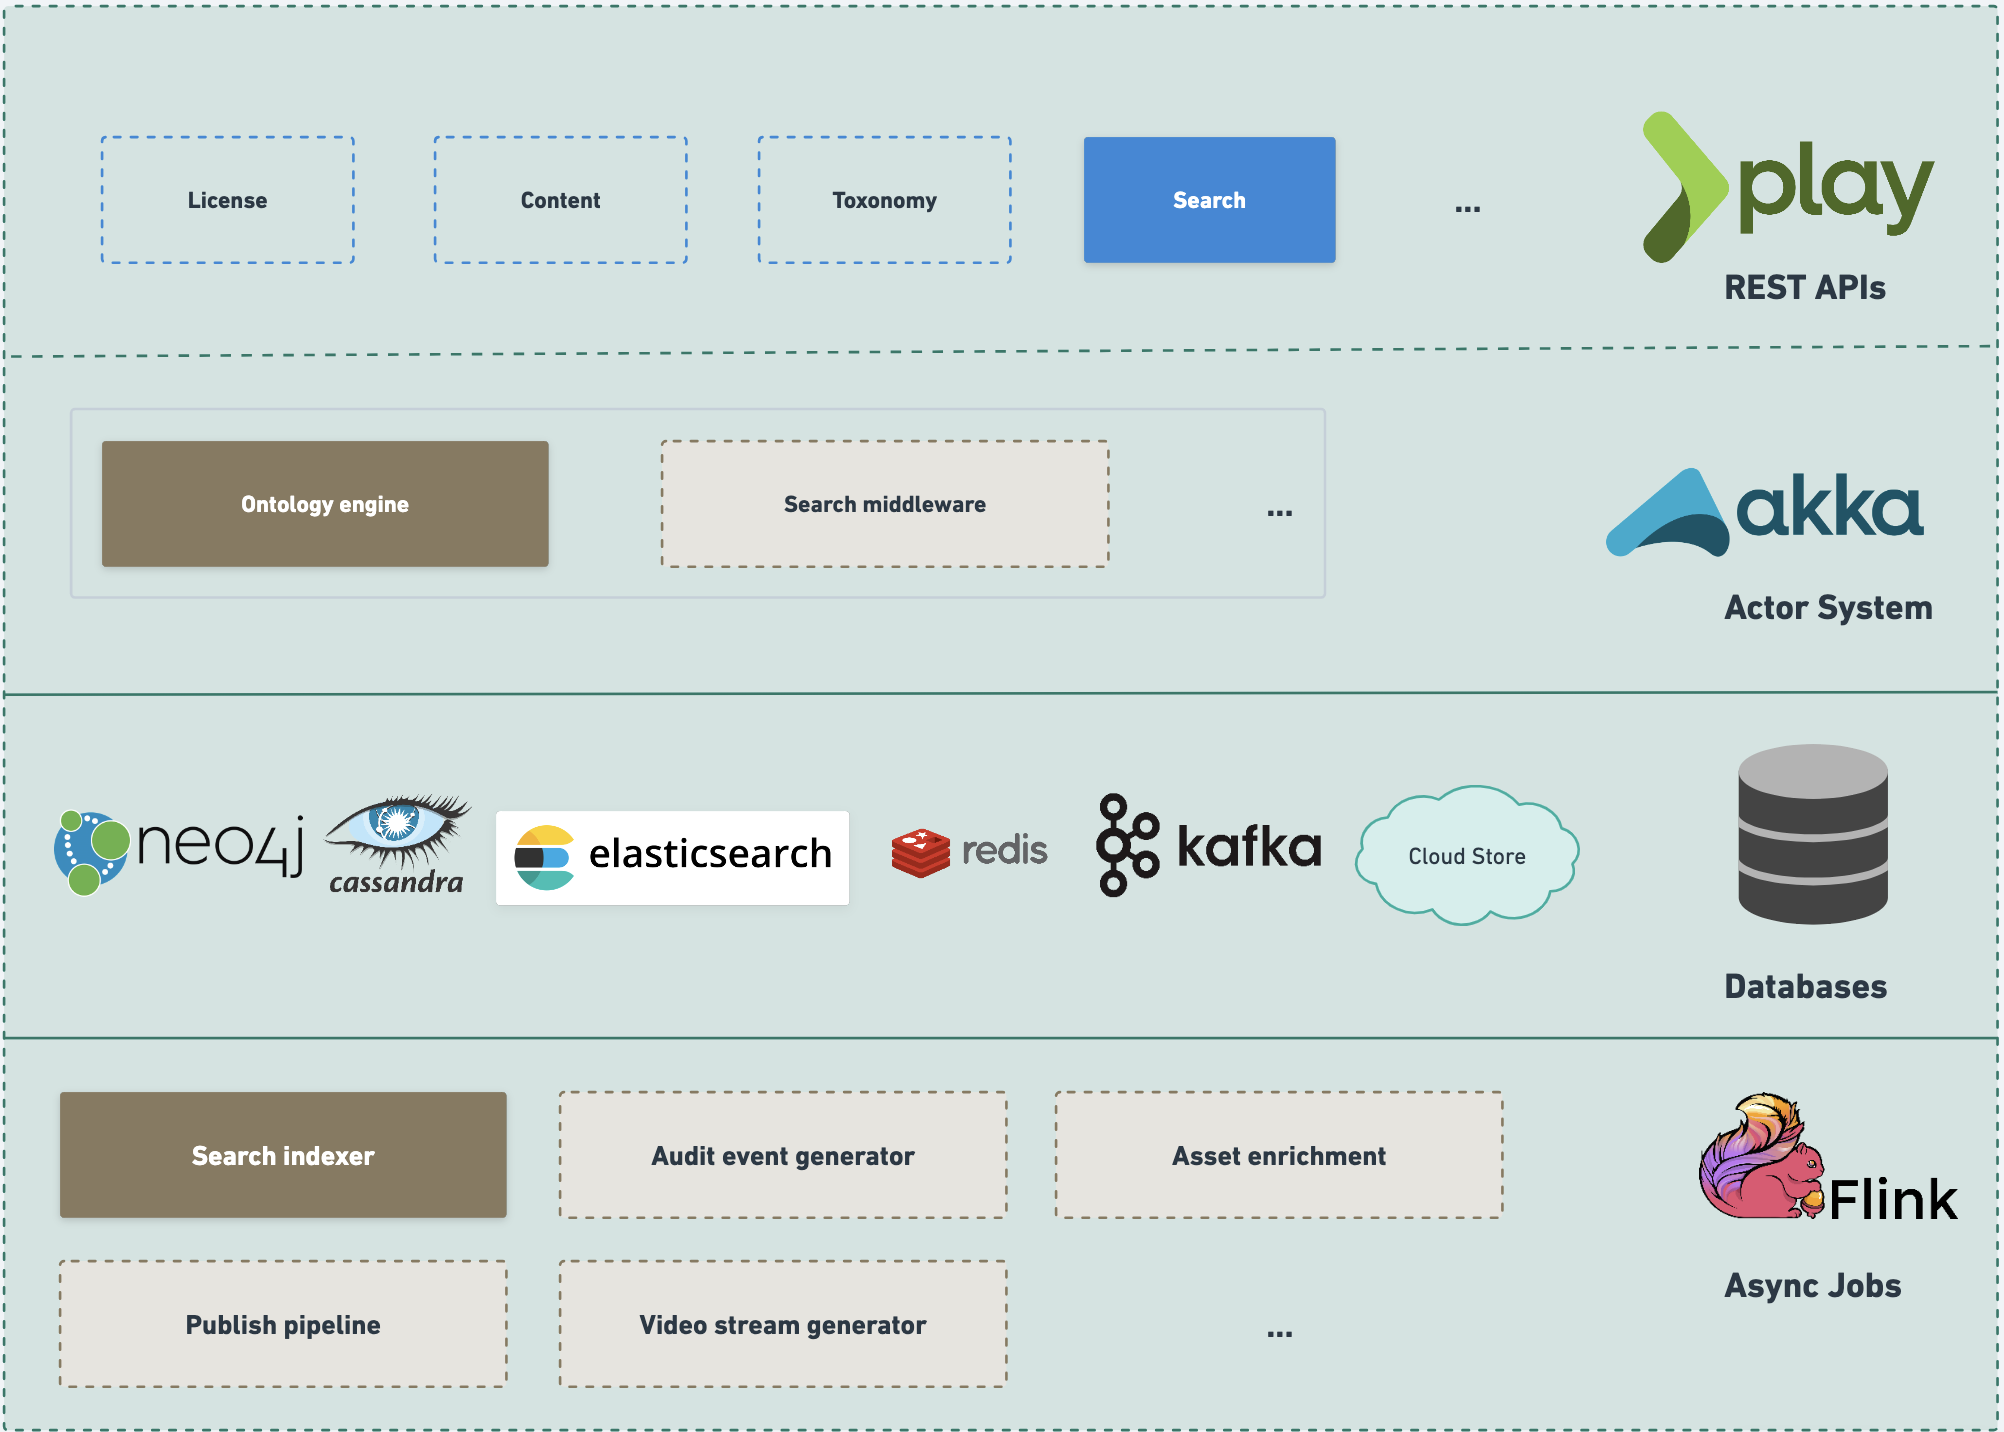 License
Content
Toxonomy
Search
...
play
REST APIs
Ontology engine
Search middleware
...
akka
Actor System
neo4j
cassandra
elasticsearch
redis
kafka
Cloud Store
Databases
Search indexer
Audit event generator
Asset enrichment
Flink
Async Jobs
Publish pipeline
Video stream generator
...